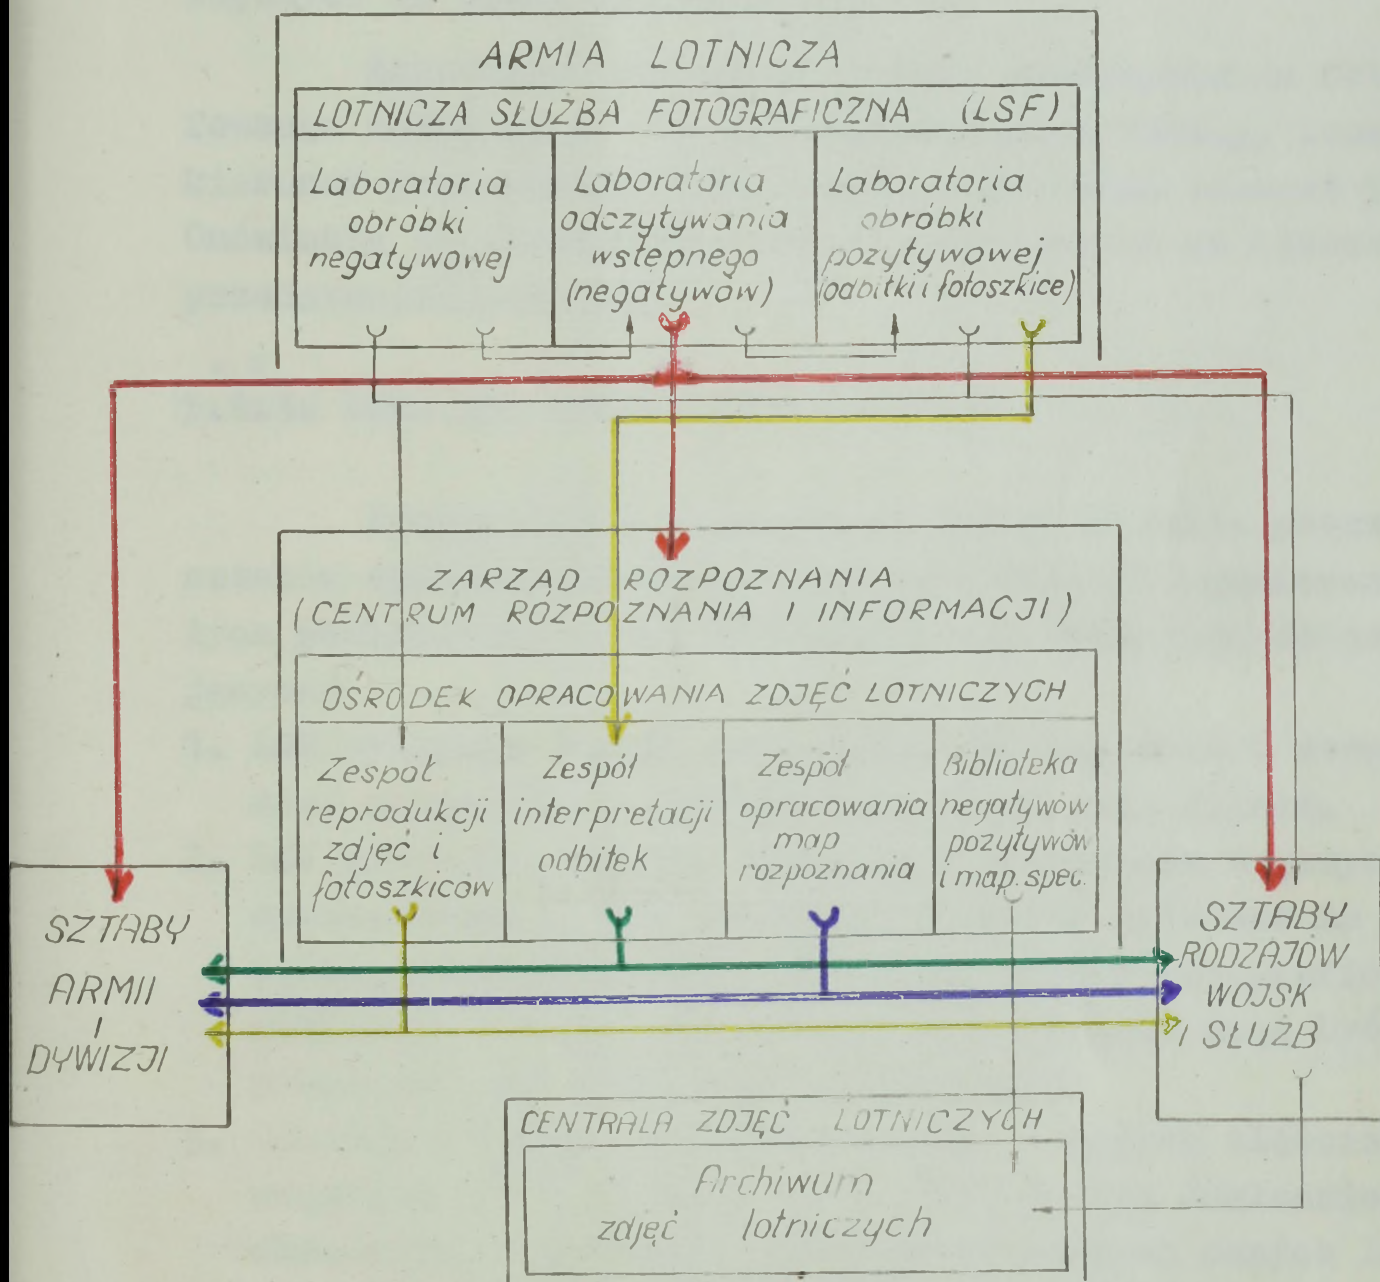 ARMIA LOTNICZA
LOTNICZA SŁUŻBA FOTOGRAFICZNA (LSF)
Laboratoria
obróbki
negatywowej
Laboratoria
odczytywania
wstępnego
(negatywów)
Laboratoria
obróbki
pozytywowej
(odbitki i fotoszkice)
ZARZĄD ROZPOZNANIA
(CENTRUM ROZPOZNANIA I INFORMACJI)
OŚRODEK OPRACOWANIA ZDJĘĆ LOTNICZYCH
Zespół
reprodukcji
zdjęć i
fotoszkiców
Zespół
interpretacji
odbitek
Zespół
opracowania
map
rozpoznania
Biblioteka
negatywów
pozytywów
i map. spec.
SZTABY
ARMII
I
DYWIZJI
SZTABY
RODZAJÓW
WOJSK
I SŁUŻB
CENTRALA ZDJĘĆ LOTNICZYCH
Archiwum
zdjęć lotniczych